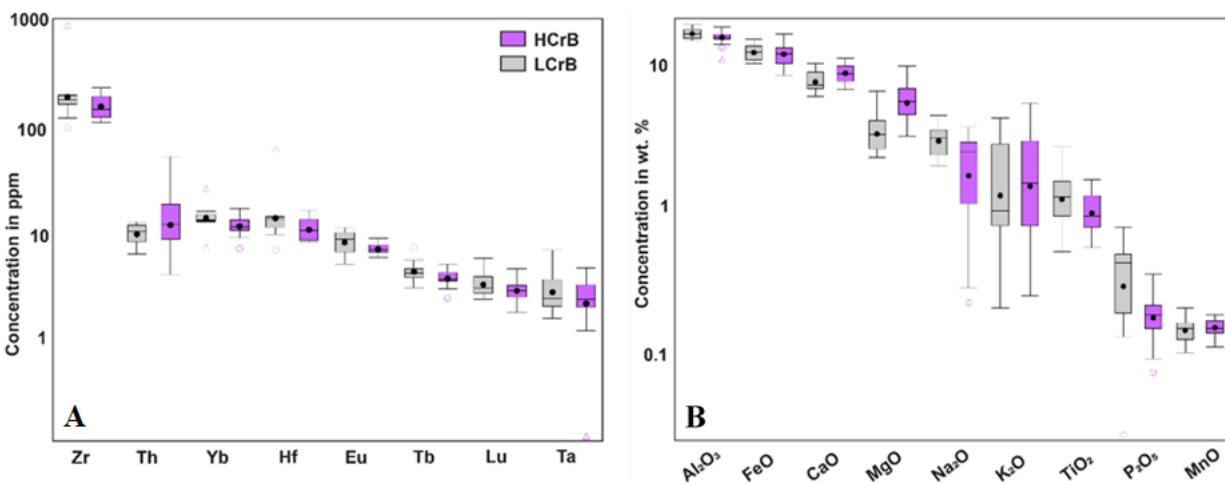 1000
100
10
1
Concentration in ppm
HCrB
LCrB
A
Zr Th Yb Hf Eu Tb Lu Ta
B
10
1
0.1
Concentration in wt. %
B
Al₂O₃ FeO CaO MgO Na₂O K₂O TiO₂ P₂O₅ MnO